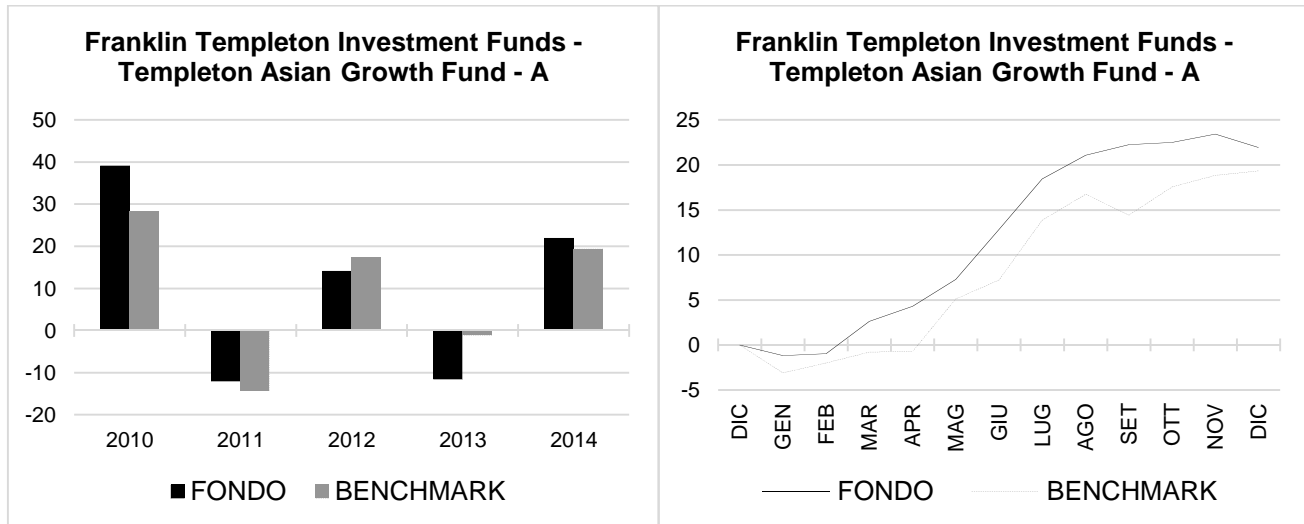 Franklin Templeton Investment Funds -
Templeton Asian Growth Fund - A
50
40
30
20
10
0
-10
-20
2010 2011 2012 2013 2014
FONDO BENCHMARK
Franklin Templeton Investment Funds -
Templeton Asian Growth Fund - A
25
20
15
10
5
0
-5
DIC GEN FEB MAR APR MAG GIU LUG AGO SET OTT NOV DIC
FONDO BENCHMARK